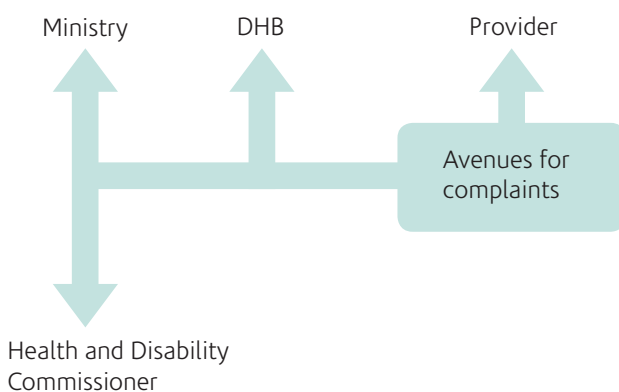 Ministry
DHB
Provider
Avenues for
complaints
Health and Disability
Commissioner